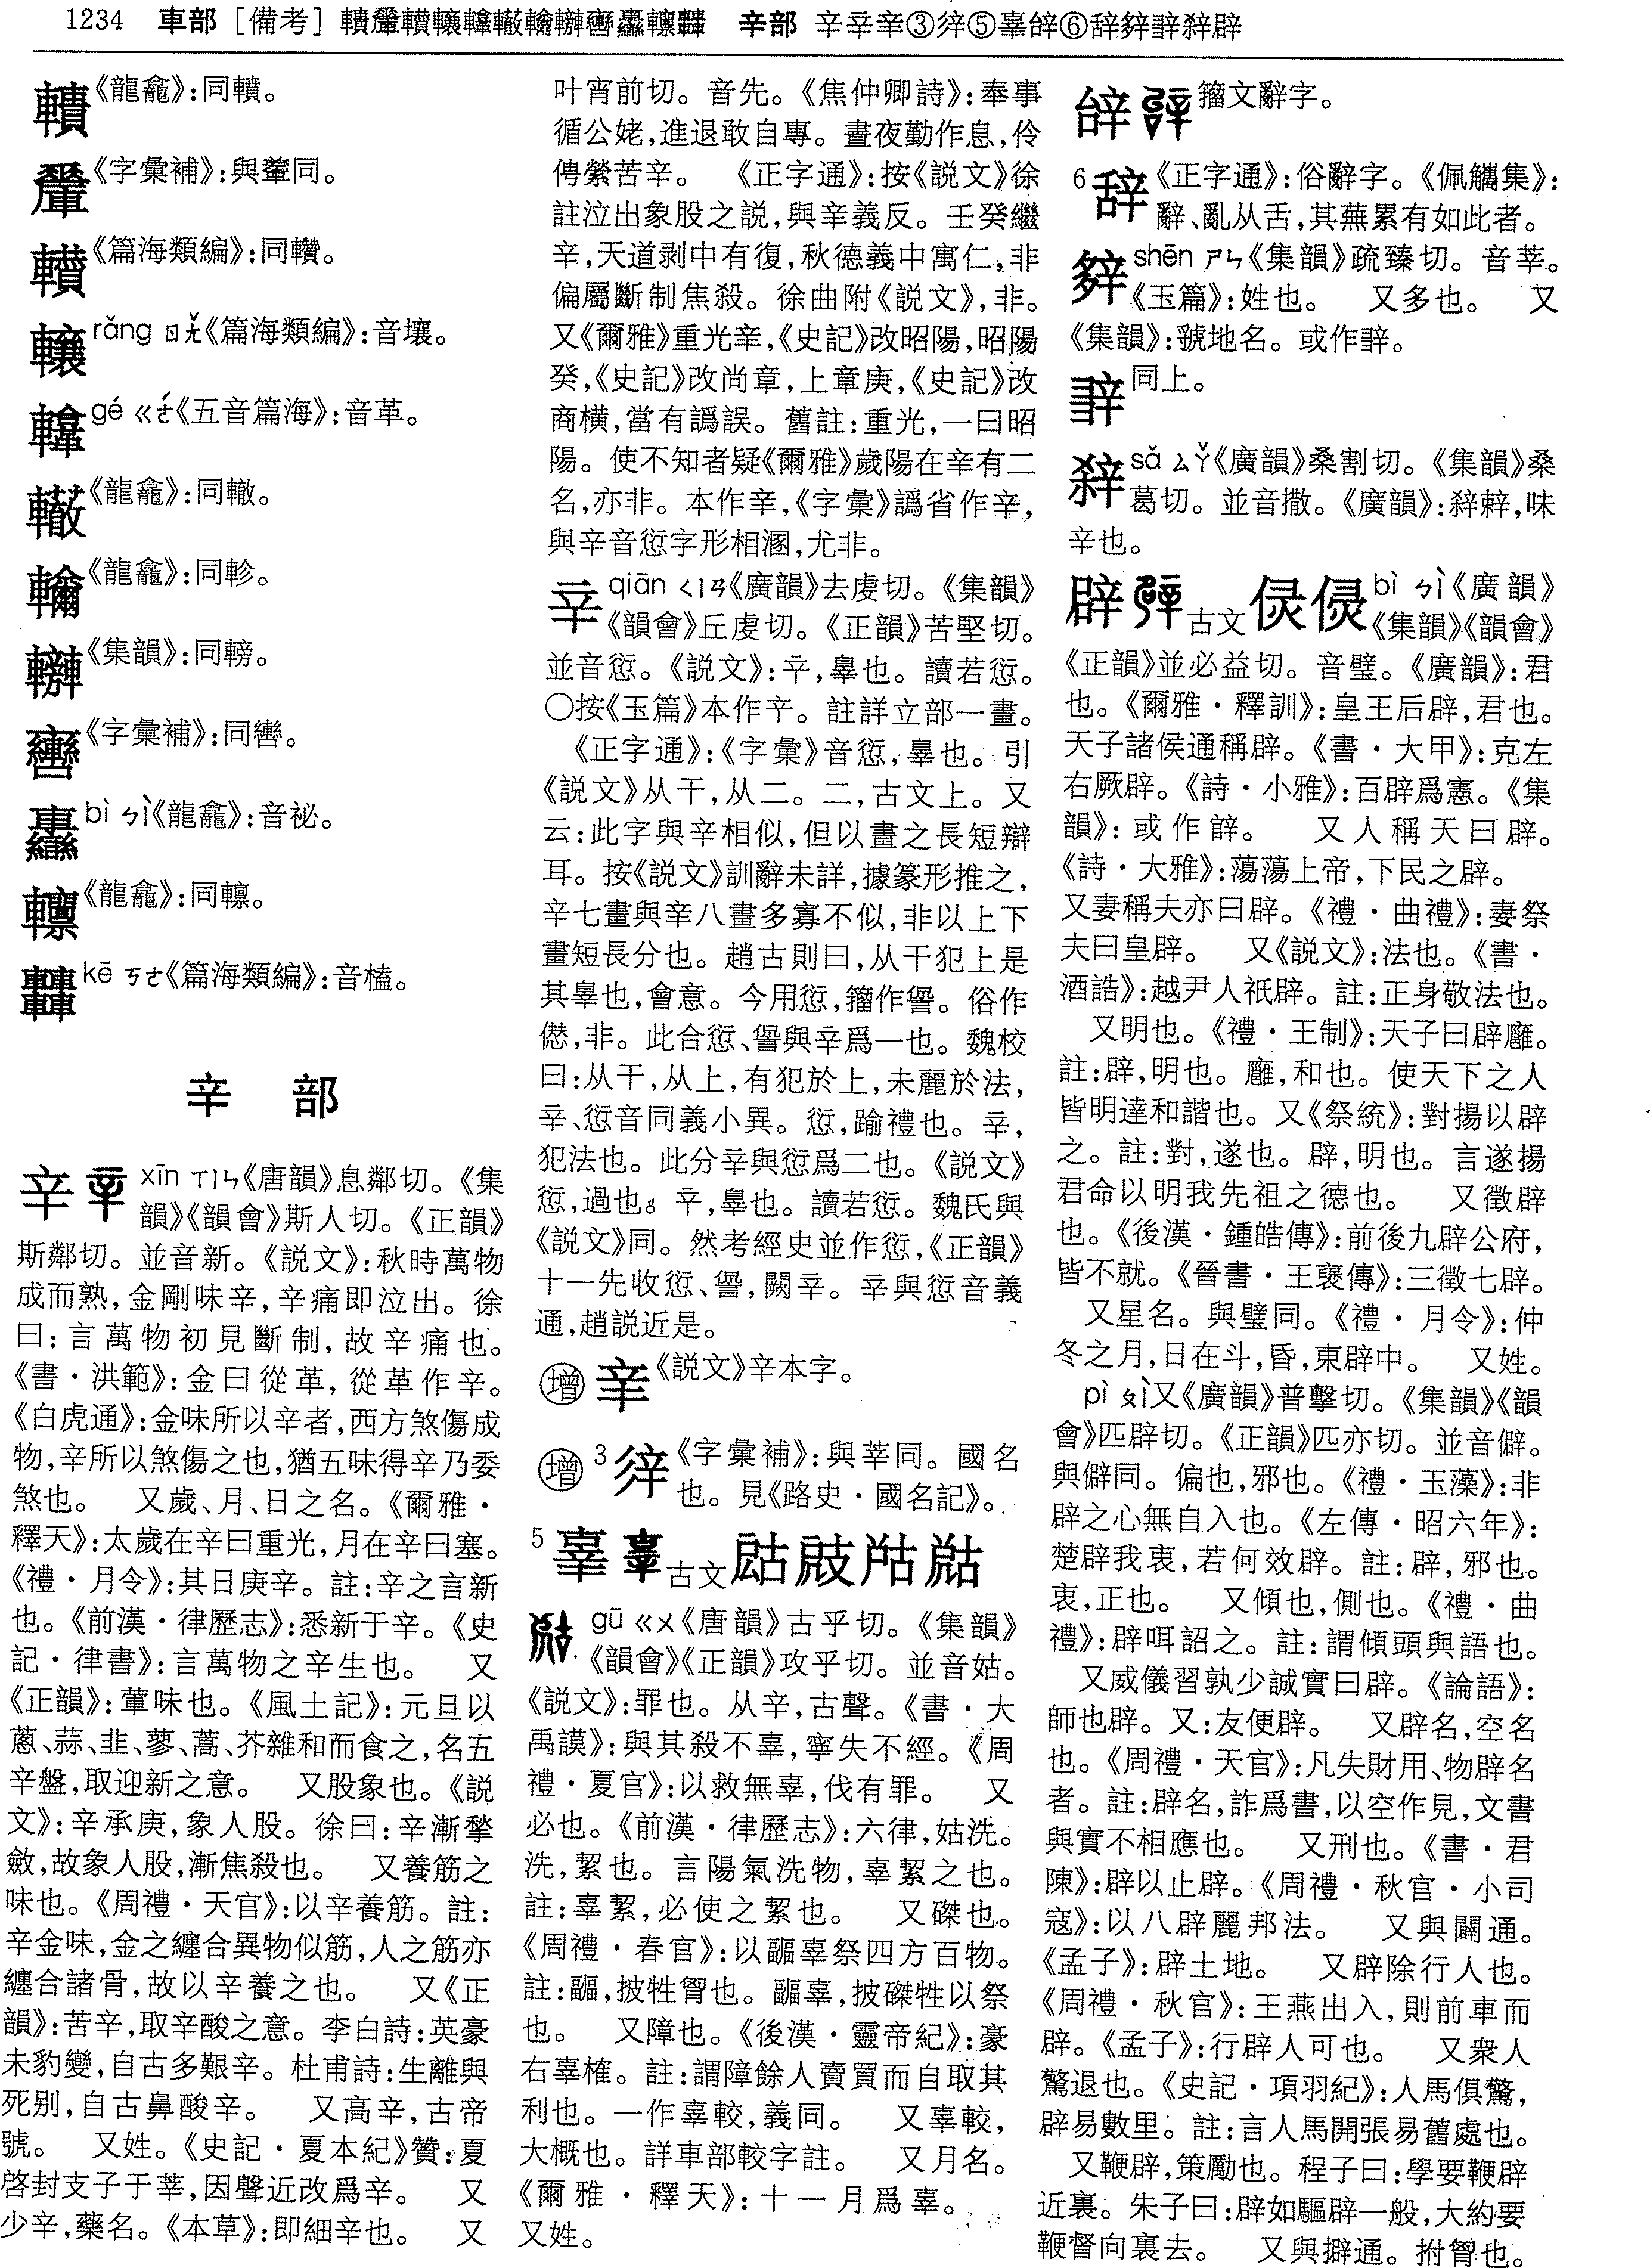 1234 車部 [備考] 辛部 辛䇂③⑤辜辝⑥辞辟
《龍龕》:同轒。
《字彙補》:與輂同。
《篇海類編》:同轒。
rǎng ㄖㄤˇ《篇海類編》:音壤。
gé ㄍㄜˊ《五音篇海》:音革。
《龍龕》:同轍。
《龍龕》:同軫。
《集韻》:同輣。
《字彙補》:同轡。
bì ㄅㄧˋ《龍龕》:音祕。
《龍龕》:同轈。
kē ㄎㄜ《篇海類編》:音榼。
辛 部
辛 xīn ㄒㄧㄣ《唐韻》息鄰切。《集
韻》《韻會》斯人切。《正韻》
斯鄰切。並音新。《説文》:秋時萬物
成而熟,金剛味辛,辛痛即泣出。徐
曰:言萬物初見斷制,故辛痛也。
《書・洪範》:金曰從革,從革作辛。
《白虎通》:金味所以辛者,西方煞傷成
物,辛所以煞傷之也,猶五味得辛乃委
煞也。 又歲、月、日之名。《爾雅・
釋天》:太歲在辛曰重光,月在辛曰塞。
《禮・月令》:其日庚辛。註:辛之言新
也。《前漢・律歷志》:悉新于辛。《史
記・律書》:言萬物之辛生也。 又
《正韻》:葷味也。《風土記》:元旦以
蔥、蒜、韭、蓼、蒿、芥雜和而食之,名五
辛盤,取迎新之意。 又股象也。《説
文》:辛承庚,象人股。徐曰:辛漸揫
斂,故象人股,漸焦殺也。 又養筋之
味也。《周禮・天官》:以辛養筋。註:
辛金味,金之纏合異物似筋,人之筋亦
纏合諸骨,故以辛養之也。 又《正
韻》:苦辛,取辛酸之意。李白詩:英豪
未豹變,自古多艱辛。杜甫詩:生離與
死别,自古鼻酸辛。 又高辛,古帝
號。 又姓。《史記・夏本紀》贊:夏
啓封支子于莘,因聲近改爲辛。 又
少辛,藥名。《本草》:即細辛也。 又
叶宵前切。音先。《焦仲卿詩》:奉事
循公姥,進退敢自專。晝夜勤作息,伶
俜縈苦辛。 《正字通》:按《説文》徐
註泣出象股之説,與辛義反。壬癸繼
辛,天道剥中有復,秋德義中寓仁,非
偏屬斷制焦殺。徐曲附《説文》,非。
又《爾雅》重光辛,《史記》改昭陽,昭陽
癸,《史記》改尚章,上章庚,《史記》改
商横,當有譌誤。舊註:重光,一曰昭
陽。使不知者疑《爾雅》歲陽在辛有二
名,亦非。本作辛,《字彙》譌省作辛,
與辛音愆字形相溷,尤非。
䇂 qiān ㄑㄧㄢ《廣韻》去虔切。《集韻》
《韻會》丘虔切。《正韻》苦堅切。
並音愆。《説文》:䇂,辠也。讀若愆。
〇按《玉篇》本作䇂。註詳立部一畫。
《正字通》:《字彙》音愆,辠也。引
《説文》从干,从二。二,古文上。又
云:此字與辛相似,但以畫之長短辯
耳。按《説文》訓辭未詳,據篆形推之,
辛七畫與辛八畫多寡不似,非以上下
畫短長分也。趙古則曰,从干犯上是
其辠也,會意。今用愆,籀作諐。俗作
僁,非。此合愆、諐與䇂爲一也。魏校
曰:从干,从上,有犯於上,未麗於法,
䇂、愆音同義小異。愆,踰禮也。䇂,
犯法也。此分䇂與愆爲二也。《説文》
愆,過也。䇂,辠也。讀若愆。魏氏與
《説文》同。然考經史並作愆,《正韻》
十一先收愆、諐,闕䇂。䇂與愆音義
通,趙説近是。
增 《説文》辛本字。
增 3 《字彙補》:與莘同。國名
也。見《路史・國名記》。
5 辜 古文
gū ㄍㄨ《唐韻》古乎切。《集韻》
《韻會》《正韻》攻乎切。並音姑。
《説文》:罪也。从辛,古聲。《書・大
禹謨》:與其殺不辜,寧失不經。《周
禮・夏官》:以救無辜,伐有罪。 又
必也。《前漢・律歷志》:六律,姑洗。
洗,絜也。言陽氣洗物,辜絜之也。
註:辜絜,必使之絜也。 又磔也。
《周禮・春官》:以疈辜祭四方百物。
註:疈,披牲胷也。疈辜,披磔牲以祭
也。 又障也。《後漢・靈帝紀》:豪
右辜榷。註:謂障餘人賣買而自取其
利也。一作辜較,義同。 又辜較,
大概也。詳車部較字註。 又月名。
《爾雅・釋天》:十一月爲辜。
又姓。
辝 籀文辭字。
6 辞 《正字通》:俗辭字。《佩觿集》:
辭、亂从舌,其蕪累有如此者。
shēn ㄕㄣ《集韻》疏臻切。音莘。
《玉篇》:姓也。 又多也。 又
《集韻》:虢地名。或作。
同上。
sǎ ㄙㄚˇ《廣韻》桑割切。《集韻》桑
葛切。並音撒。《廣韻》:,味
辛也。
辟 古文 bì ㄅㄧˋ《廣韻》
《集韻》《韻會》
《正韻》並必益切。音璧。《廣韻》:君
也。《爾雅・釋訓》:皇王后辟,君也。
天子諸侯通稱辟。《書・大甲》:克左
右厥辟。《詩・小雅》:百辟爲憲。《集
韻》:或作。 又人稱天曰辟。
《詩・大雅》:蕩蕩上帝,下民之辟。
又妻稱夫亦曰辟。《禮・曲禮》:妻祭
夫曰皇辟。 又《説文》:法也。《書・
酒誥》:越尹人祇辟。註:正身敬法也。
又明也。《禮・王制》:天子曰辟廱。
註:辟,明也。廱,和也。使天下之人
皆明達和諧也。又《祭統》:對揚以辟
之。註:對,遂也。辟,明也。言遂揚
君命以明我先祖之德也。 又徵辟
也。《後漢・鍾皓傳》:前後九辟公府,
皆不就。《晉書・王裒傳》:三徵七辟。
又星名。與璧同。《禮・月令》:仲
冬之月,日在斗,昏,東辟中。 又姓。
pì ㄆㄧˋ又《廣韻》普擊切。《集韻》《韻
會》匹辟切。《正韻》匹亦切。並音僻。
與僻同。偏也,邪也。《禮・玉藻》:非
辟之心無自入也。《左傳・昭六年》:
楚辟我衷,若何效辟。註:辟,邪也。
衷,正也。 又傾也,側也。《禮・曲
禮》:辟咡詔之。註:謂傾頭與語也。
又威儀習孰少誠實曰辟。《論語》:
師也辟。又:友便辟。 又辟名,空名
也。《周禮・天官》:凡失財用、物辟名
者。註:辟名,詐爲書,以空作見,文書
與實不相應也。 又刑也。《書・君
陳》:辟以止辟。《周禮・秋官・小司
寇》:以八辟麗邦法。 又與闢通。
《孟子》:辟土地。 又辟除行人也。
《周禮・秋官》:王燕出入,則前車而
辟。《孟子》:行辟人可也。 又衆人
驚退也。《史記・項羽紀》:人馬俱驚,
辟易數里。註:言人馬開張易舊處也。
又鞭辟,策勵也。程子曰:學要鞭辟
近裏。朱子曰:辟如驅辟一般,大約要
鞭督向裏去。 又與擗通。拊胷也。